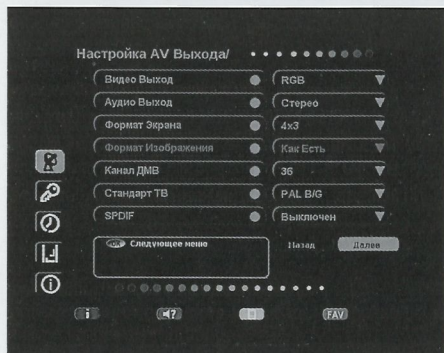 Настройка AV Выхода/
Видео Выход RGB
Аудио Выход Стерео
Формат Экрана 4x3
Формат Изображения Как Есть
Канал ДМВ 36
Стандарт ТВ PAL B/G
SPDIF Выключен
OK Следующее меню
Назад Далее
i ? FAV